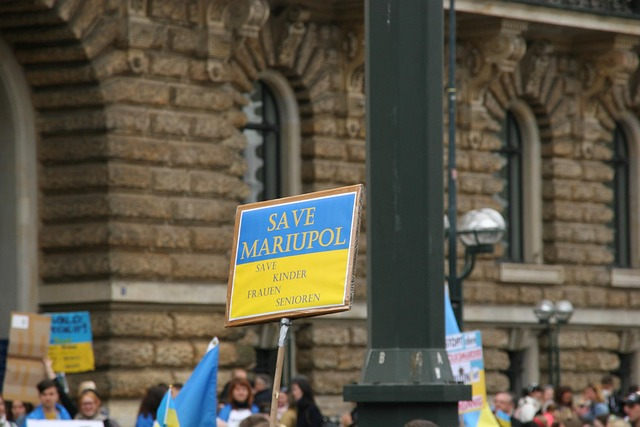 SAVE
MARIUPOL
SAVE
KINDER
FRAUEN
SENIOREN